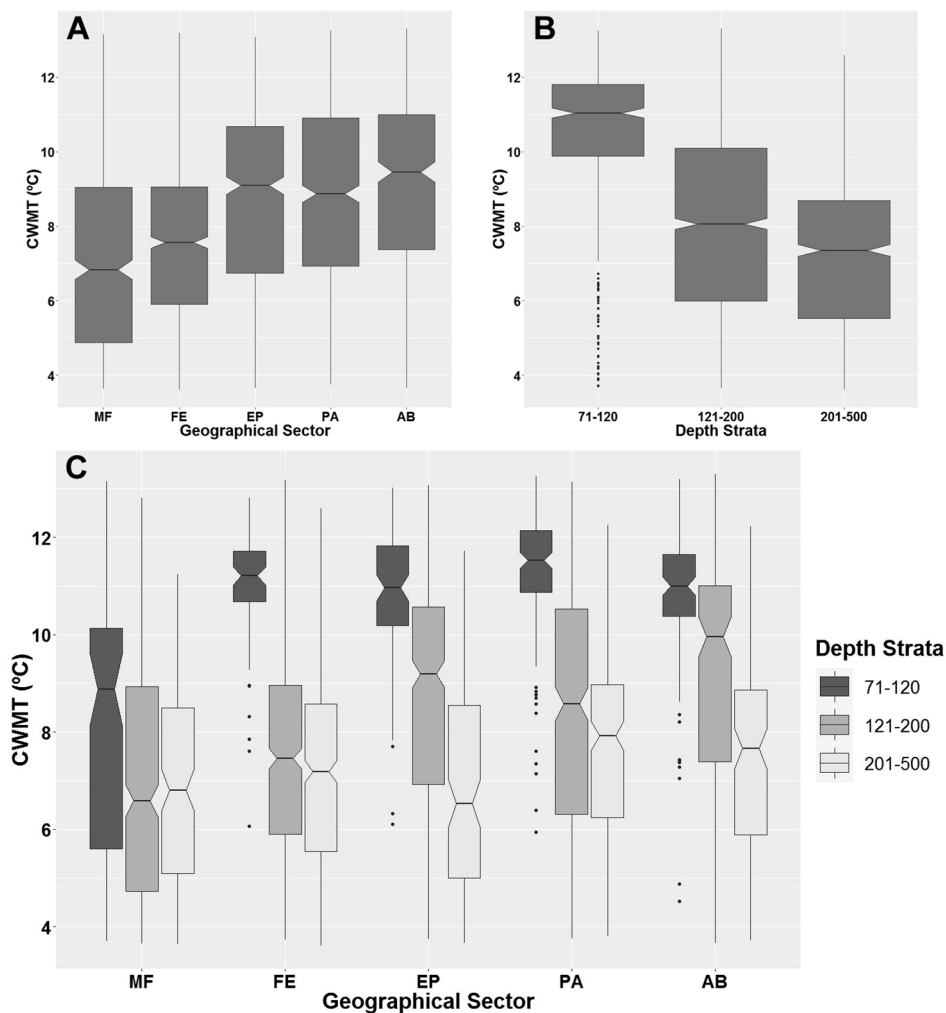 A
CWMT (ºC)
12
10
8
6
4
MF FE EP PA AB
Geographical Sector
B
CWMT (ºC)
12
10
8
6
4
71-120 121-200 201-500
Depth Strata
C
CWMT (ºC)
12
10
8
6
4
MF FE EP PA AB
Geographical Sector
Depth Strata
71-120
121-200
201-500